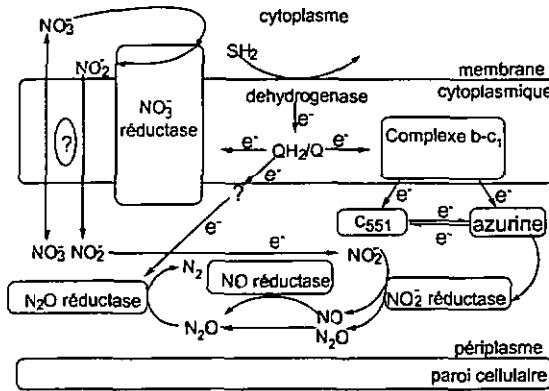 NO₃⁻
cytoplasme
NO₂⁻
SH₂
membrane
cytoplasmique
dehydrogenase
NO₃⁻
réductase
e⁻
Complexe b-c₁
?
e⁻
QH₂/Q
e⁻
e⁻
?
e⁻
e⁻
e⁻
C₅₅₁
e⁻
azurine
e⁻
NO₃⁻ NO₂⁻
e⁻
NO₂⁻
N₂
NO réductase
N₂O réductase
NO₂⁻ réductase
NO
N₂O
N₂O
périplasme
paroi cellulaire